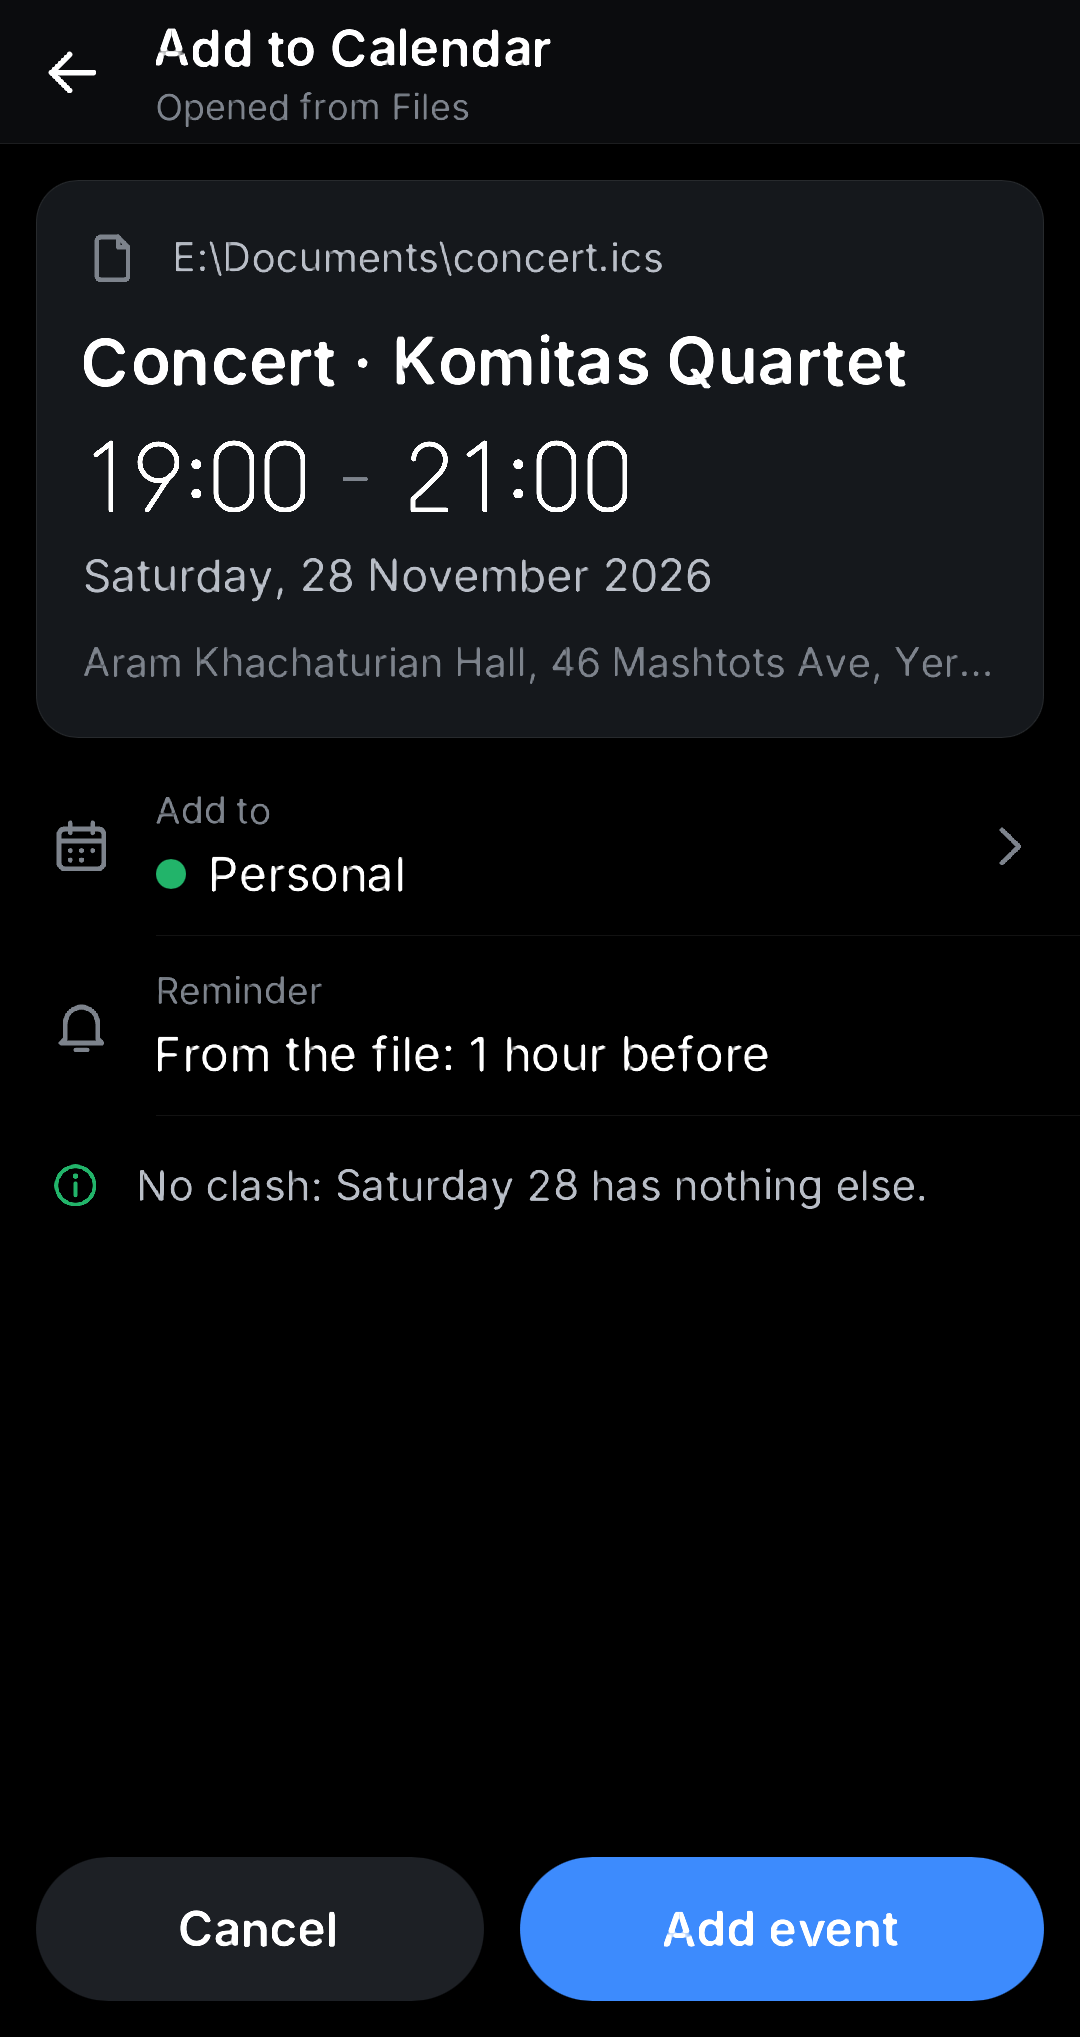 Add to Calendar
Opened from Files
E:\Documents\concert.ics
Concert · Komitas Quartet
19:00 – 21:00
Saturday, 28 November 2026
Aram Khachaturian Hall, 46 Mashtots Ave, Yer...
Add to
Personal
Reminder
From the file: 1 hour before
No clash: Saturday 28 has nothing else.
Cancel
Add event